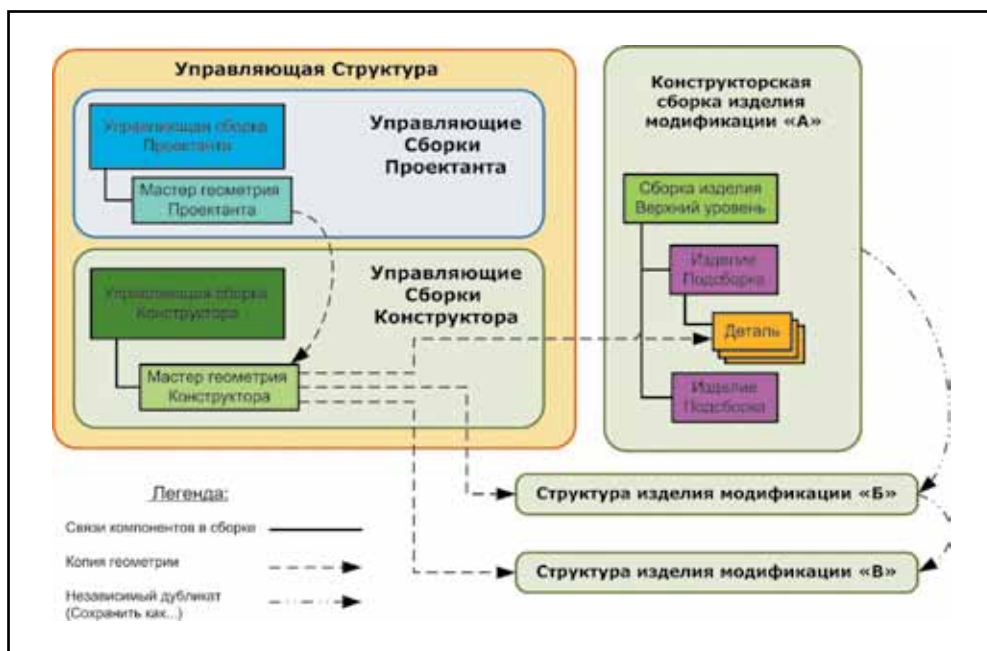 Управляющая Структура
Управляющая сборка
Проектанта
Управляющие
Сборки
Проектанта
Мастер геометрия
Проектанта
Управляющая сборка
Конструктора
Управляющие
Сборки
Конструктора
Мастер геометрия
Конструктора
Конструкторская
сборка изделия
модификации «А»
Сборка изделия
Верхний уровень
Изделие
Подсборка
Деталь
Изделие
Подсборка
Структура изделия модификации «Б»
Структура изделия модификации «В»
Легенда:
Связи компонентов в сборке
Копия геометрии
Независимый дубликат
(Сохранить как...)